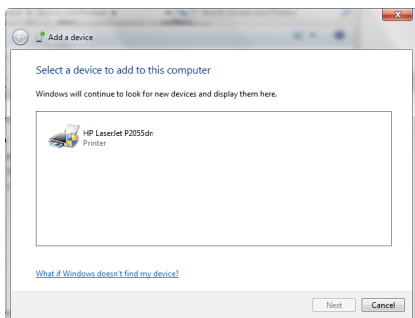 Add a device
Select a device to add to this computer
Windows will continue to look for new devices and display them here.
HP LaserJet P2055dn
Printer
What if Windows doesn't find my device?
Next
Cancel